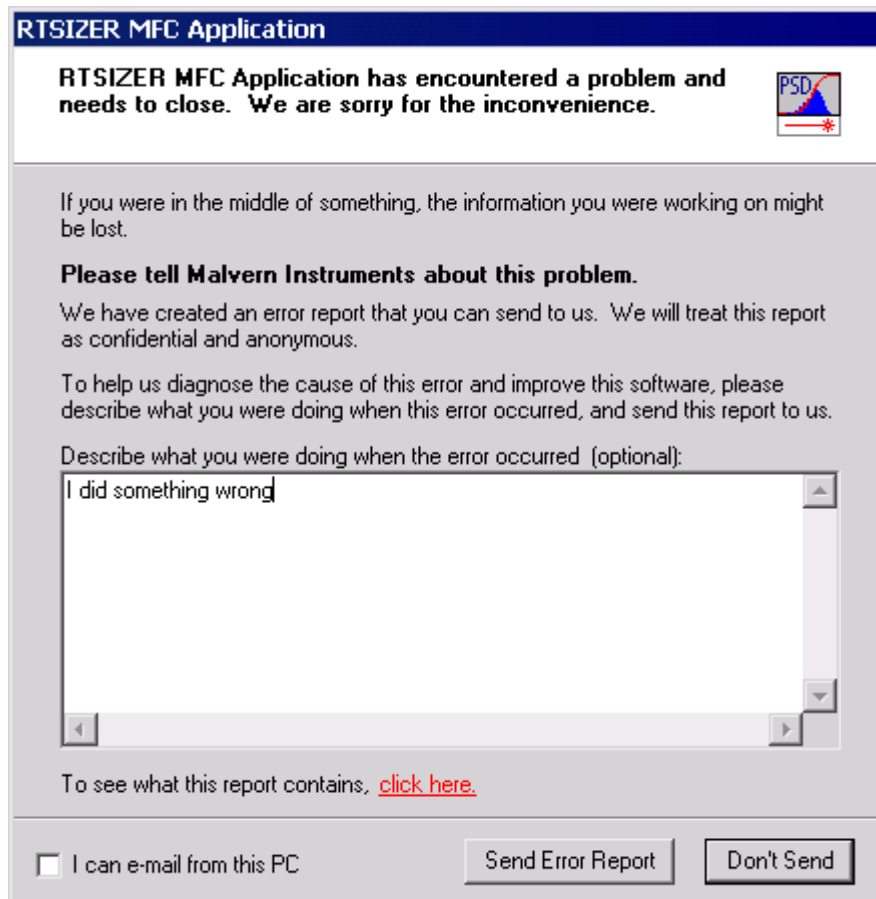 RTSIZER MFC Application
RTSIZER MFC Application has encountered a problem and
needs to close.  We are sorry for the inconvenience.
PSD
If you were in the middle of something, the information you were working on might
be lost.
Please tell Malvern Instruments about this problem.
We have created an error report that you can send to us.  We will treat this report
as confidential and anonymous.
To help us diagnose the cause of this error and improve this software, please
describe what you were doing when this error occurred, and send this report to us.
Describe what you were doing when the error occurred  (optional):
I did something wrong
To see what this report contains,  click here.
I can e-mail from this PC
Send Error Report
Don't Send